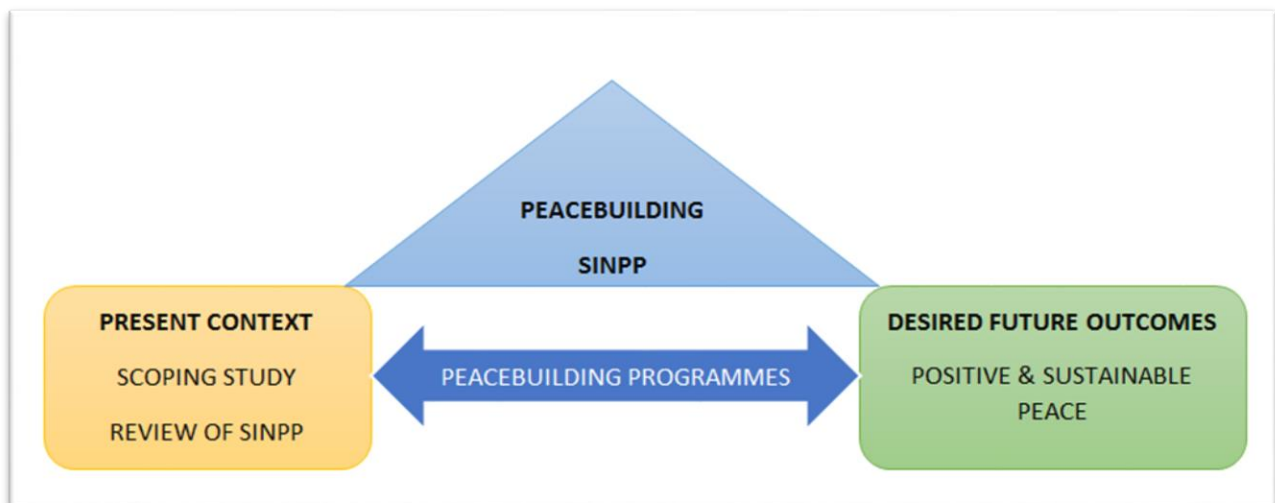 PEACEBUILDING
SINPP
PRESENT CONTEXT
SCOPING STUDY
REVIEW OF SINPP
PEACEBUILDING PROGRAMMES
DESIRED FUTURE OUTCOMES
POSITIVE & SUSTAINABLE
PEACE